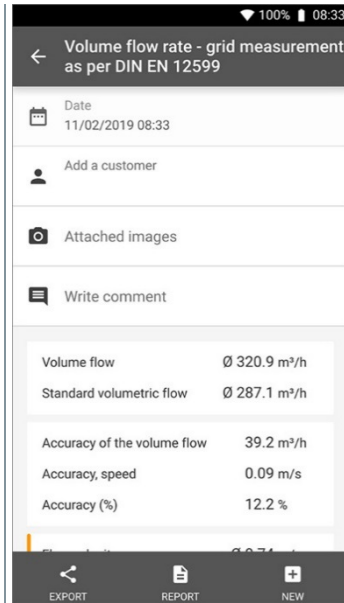 100% 08:33
Volume flow rate - grid measurement
as per DIN EN 12599
Date
11/02/2019 08:33
Add a customer
Attached images
Write comment
Volume flow Ø 320.9 m³/h
Standard volumetric flow Ø 287.1 m³/h
Accuracy of the volume flow 39.2 m³/h
Accuracy, speed 0.09 m/s
Accuracy (%) 12.2 %
EXPORT REPORT NEW